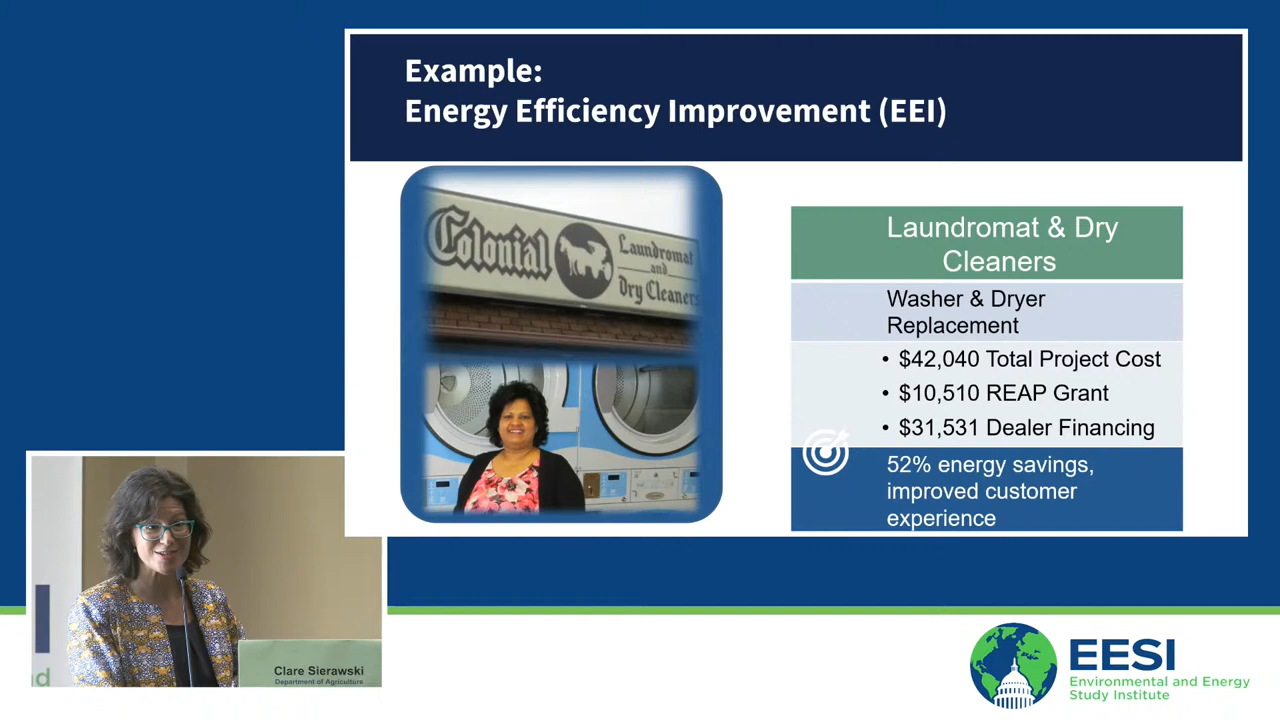 Example:
Energy Efficiency Improvement (EEI)
Colonial
Laundromat
and
Dry Cleaners
Laundromat & Dry
Cleaners
Washer & Dryer
Replacement
• $42,040 Total Project Cost
• $10,510 REAP Grant
• $31,531 Dealer Financing
52% energy savings,
improved customer
experience
nd
Clare Sierawski
Department of Agriculture
EESI
Environmental and Energy
Study Institute